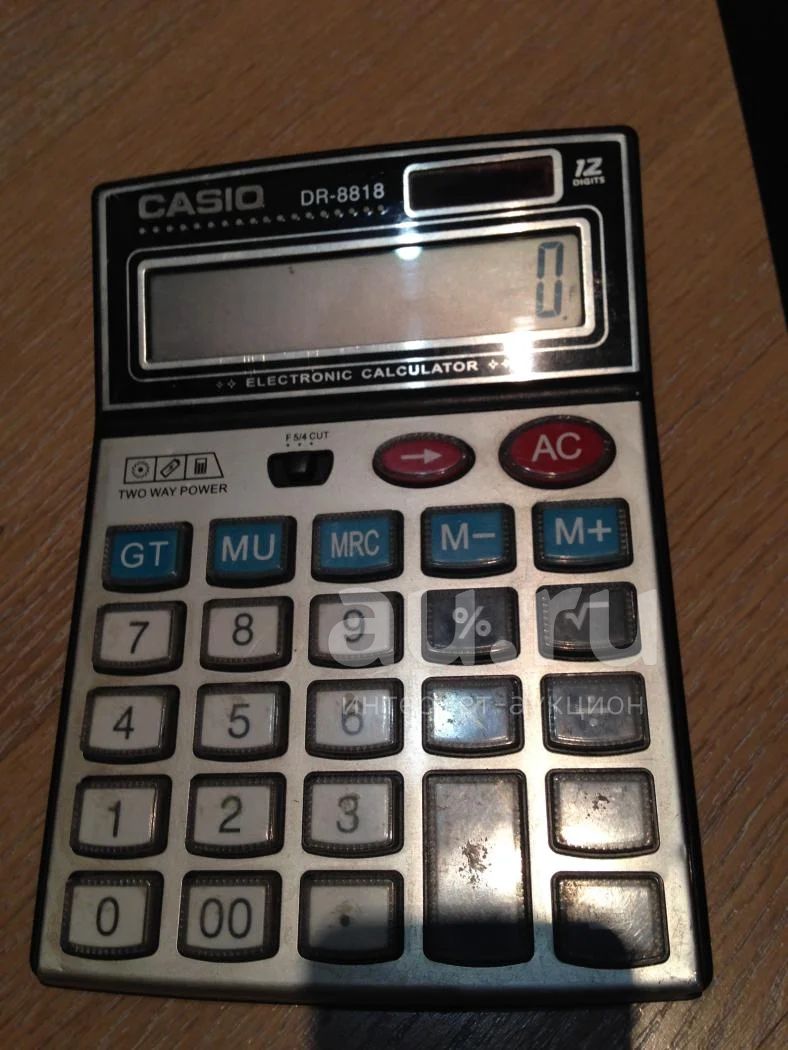 CASIO DR-8818 12
DIGITS
0.
ELECTRONIC CALCULATOR
F 5/4 CUT
→ AC
TWO WAY POWER
GT MU MRC M− M+
7 8 9 % √
au.ru
4 5 6
интернет-аукцион
1 2 3
0 00 .